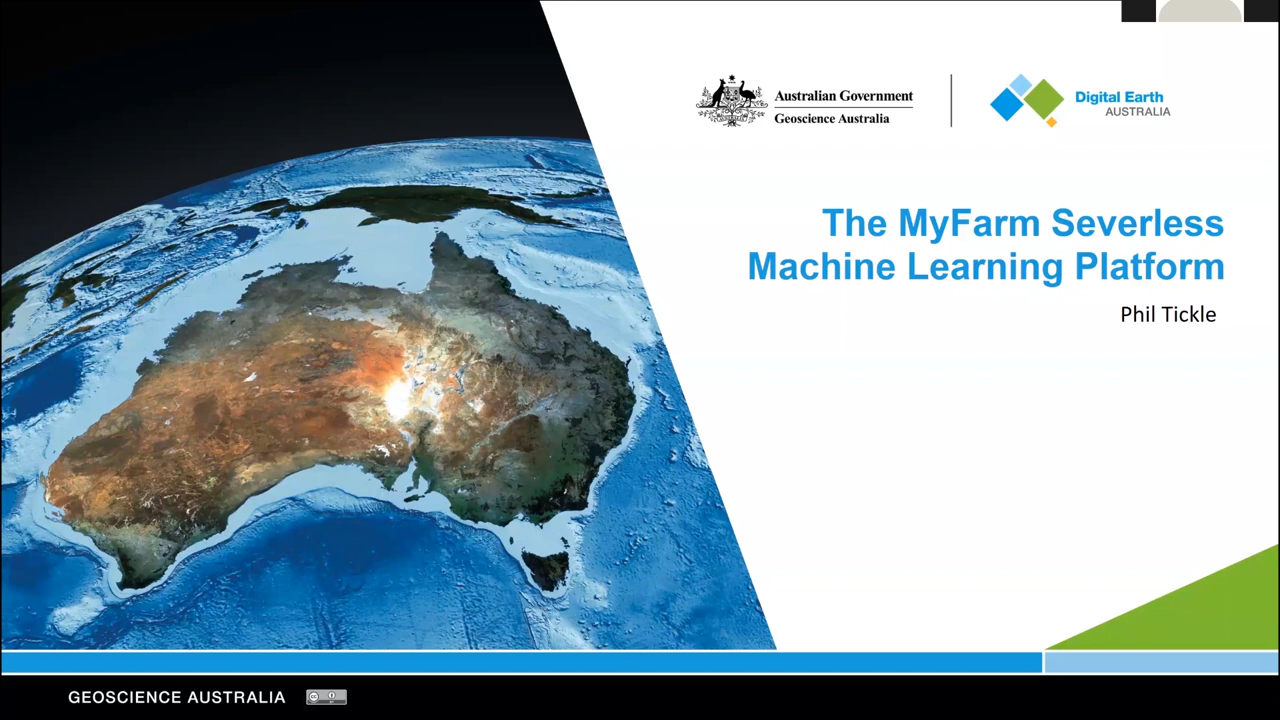 Australian Government
Geoscience Australia
Digital Earth
AUSTRALIA
The MyFarm Severless
Machine Learning Platform
Phil Tickle
GEOSCIENCE AUSTRALIA